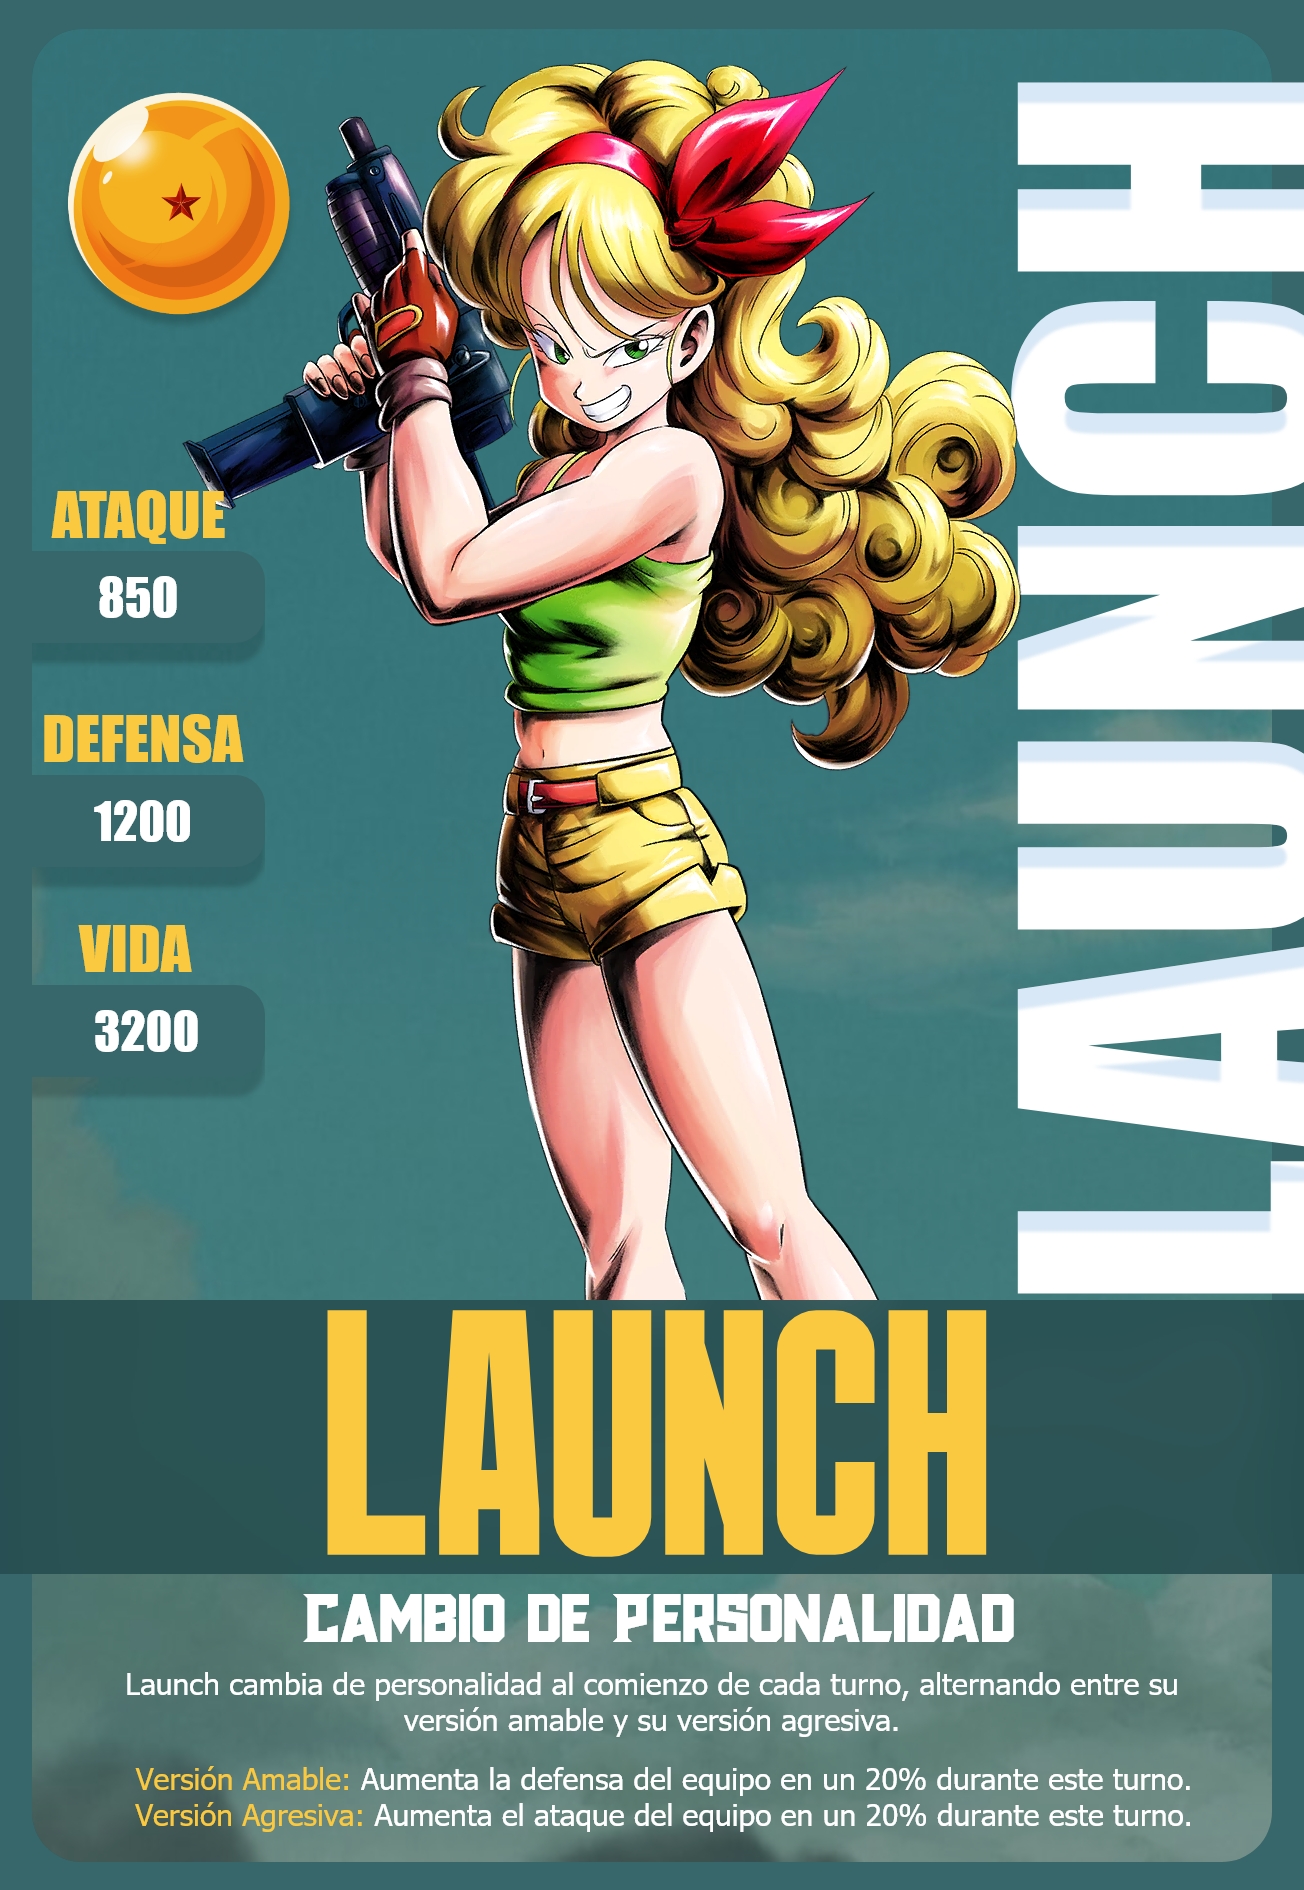 ATAQUE
850
DEFENSA
1200
VIDA
3200
LAUNCH
LAUNCH
Cambio de Personalidad
Launch cambia de personalidad al comienzo de cada turno, alternando entre su
versión amable y su versión agresiva.
Versión Amable: Aumenta la defensa del equipo en un 20% durante este turno.
Versión Agresiva: Aumenta el ataque del equipo en un 20% durante este turno.